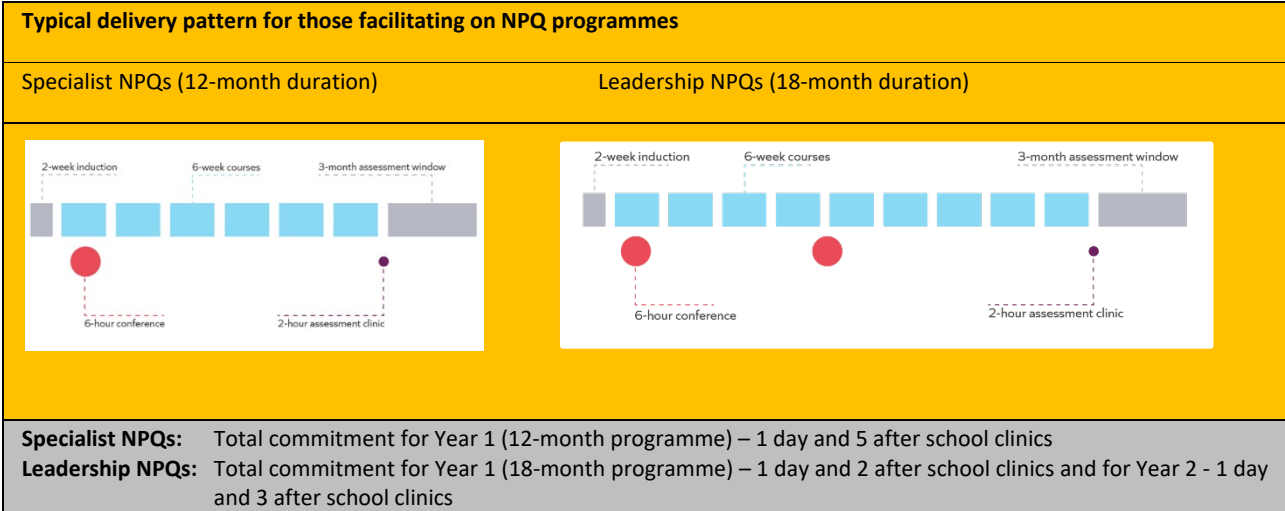 Typical delivery pattern for those facilitating on NPQ programmes
Specialist NPQs (12-month duration)
Leadership NPQs (18-month duration)
2-week induction
6-week courses
3-month assessment window
6-hour conference
2-hour assessment clinic
2-week induction
6-week courses
3-month assessment window
6-hour conference
2-hour assessment clinic
Specialist NPQs: Total commitment for Year 1 (12-month programme) – 1 day and 5 after school clinics
Leadership NPQs: Total commitment for Year 1 (18-month programme) – 1 day and 2 after school clinics and for Year 2 - 1 day
and 3 after school clinics